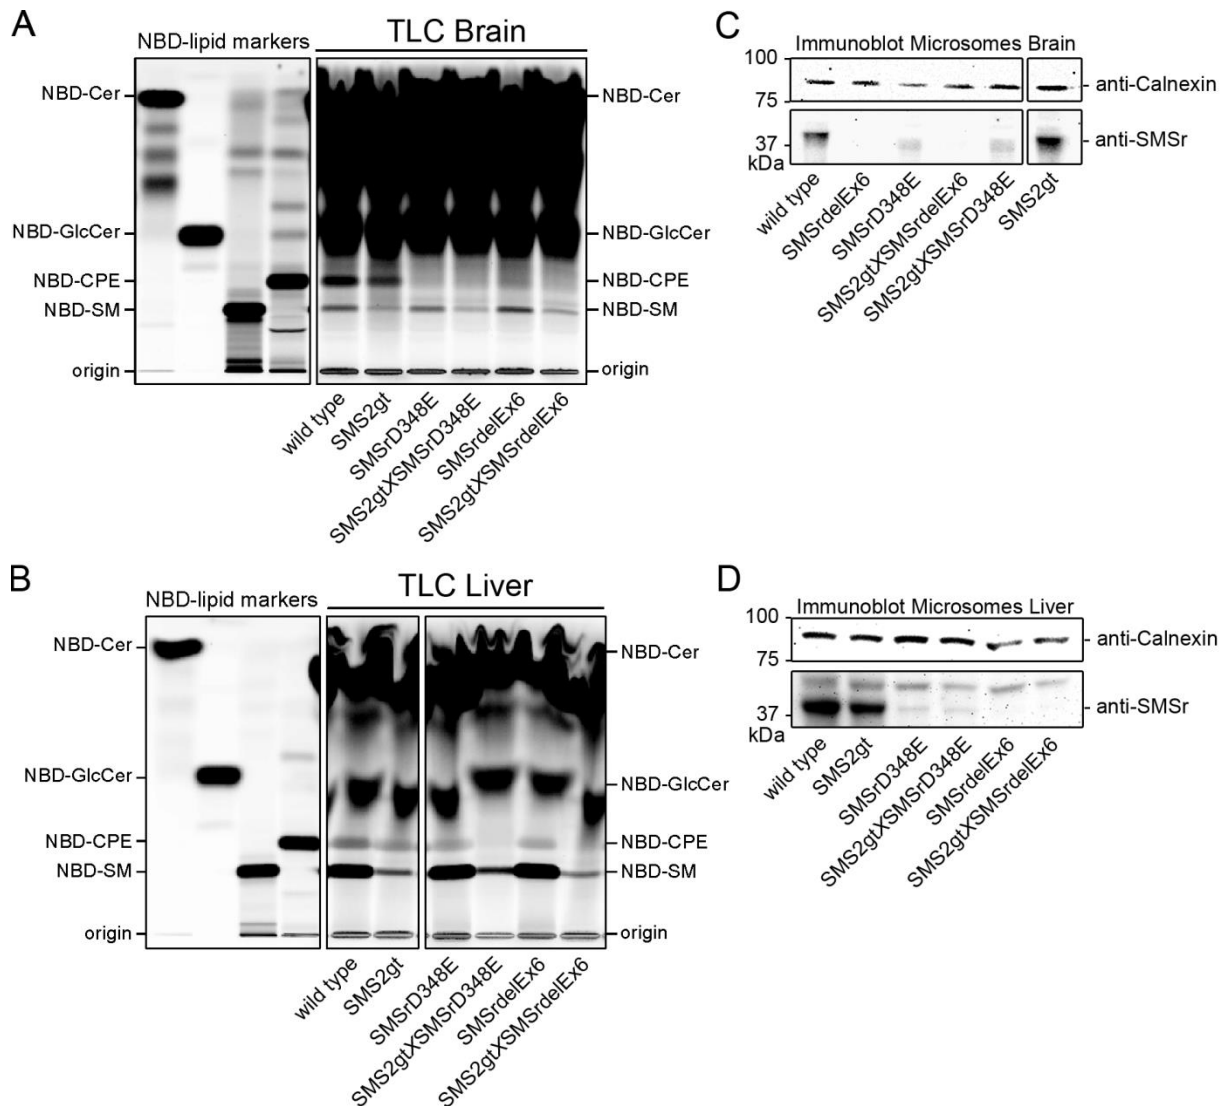 A
NBD-lipid markers
TLC Brain
NBD-Cer
NBD-GlcCer
NBD-CPE
NBD-SM
origin
NBD-Cer
NBD-GlcCer
NBD-CPE
NBD-SM
origin
wild type
SMS2gt
SMSrD348E
SMS2gtXSMSrD348E
SMSrdelEx6
SMS2gtXSMSrdelEx6
C
Immunoblot Microsomes Brain
100
75
37
kDa
anti-Calnexin
anti-SMSr
wild type
SMSrdelEx6
SMSrD348E
SMS2gtXSMSrdelEx6
SMS2gtXSMSrD348E
SMS2gt
B
NBD-lipid markers
TLC Liver
NBD-Cer
NBD-GlcCer
NBD-CPE
NBD-SM
origin
NBD-Cer
NBD-GlcCer
NBD-CPE
NBD-SM
origin
wild type
SMS2gt
SMSrD348E
SMS2gtXSMSrD348E
SMSrdelEx6
SMS2gtXSMSrdelEx6
D
Immunoblot Microsomes Liver
100
75
37
kDa
anti-Calnexin
anti-SMSr
wild type
SMS2gt
SMSrD348E
SMS2gtXSMSrD348E
SMSrdelEx6
SMS2gtXSMSrdelEx6